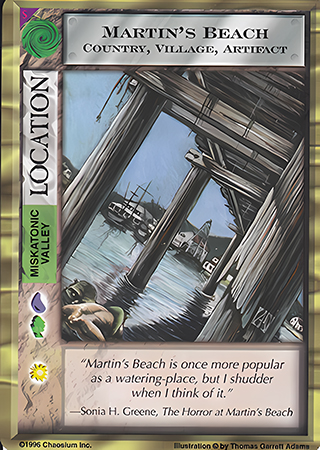 MARTIN'S BEACH
COUNTRY, VILLAGE, ARTIFACT
LOCATION
MISKATONIC
VALLEY
"Martin's Beach is once more popular
as a watering-place, but I shudder
when I think of it."
—Sonia H. Greene, The Horror at Martin's Beach
©1996 Chaosium Inc.
Illustration © by Thomas Garrett Adams